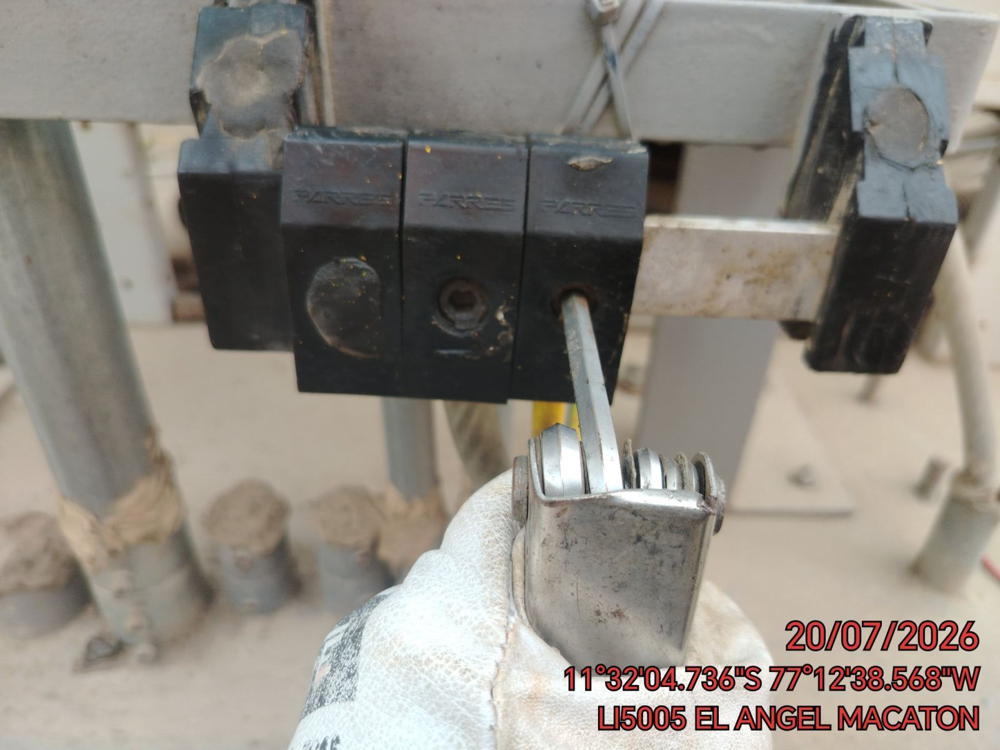 PARRES PARRES PARRES
20/07/2026
11°32'04.736"S 77°12'38.568"W
LI5005 EL ANGEL MACATON